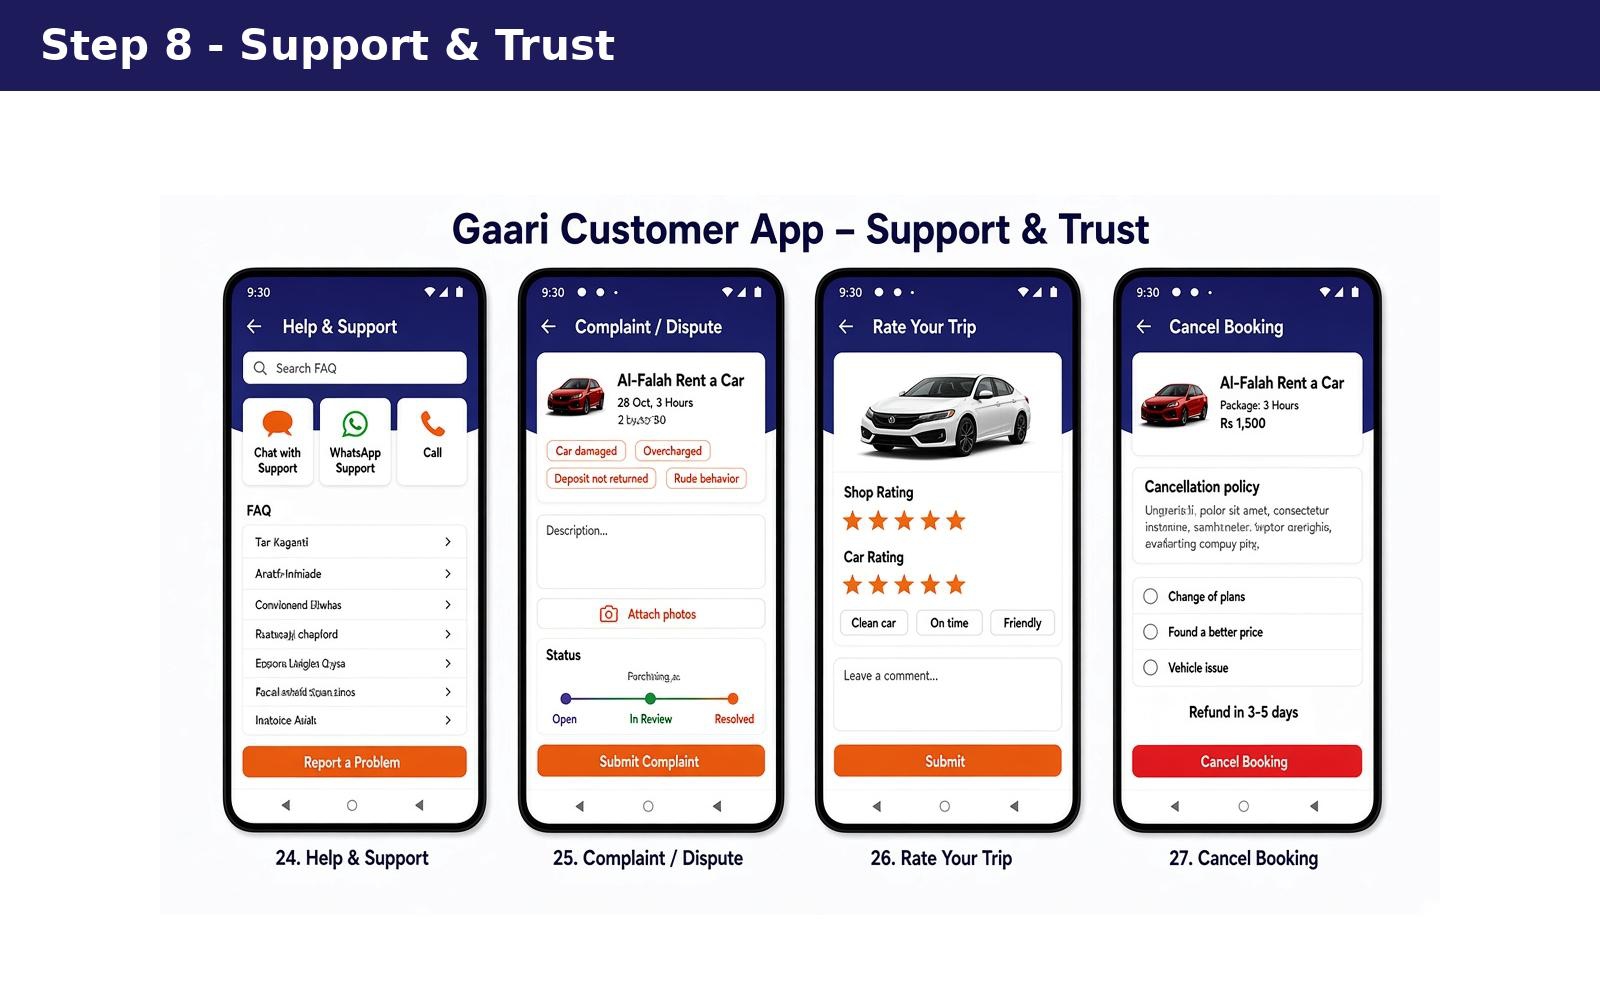 Step 8 - Support & Trust
Gaari Customer App – Support & Trust
9:30
Help & Support
Search FAQ
Chat with Support
WhatsApp Support
Call
FAQ
Tar Kaganti
Report a Problem
24. Help & Support
9:30
Complaint / Dispute
Al-Falah Rent a Car
28 Oct, 3 Hours
Car damaged
Overcharged
Deposit not returned
Rude behavior
Description...
Attach photos
Status
Open
In Review
Resolved
Submit Complaint
25. Complaint / Dispute
9:30
Rate Your Trip
Shop Rating
Car Rating
Clean car
On time
Friendly
Leave a comment...
Submit
26. Rate Your Trip
9:30
Cancel Booking
Al-Falah Rent a Car
Package: 3 Hours
Rs 1,500
Cancellation policy
sit amet, consectetur
Change of plans
Found a better price
Vehicle issue
Refund in 3-5 days
Cancel Booking
27. Cancel Booking